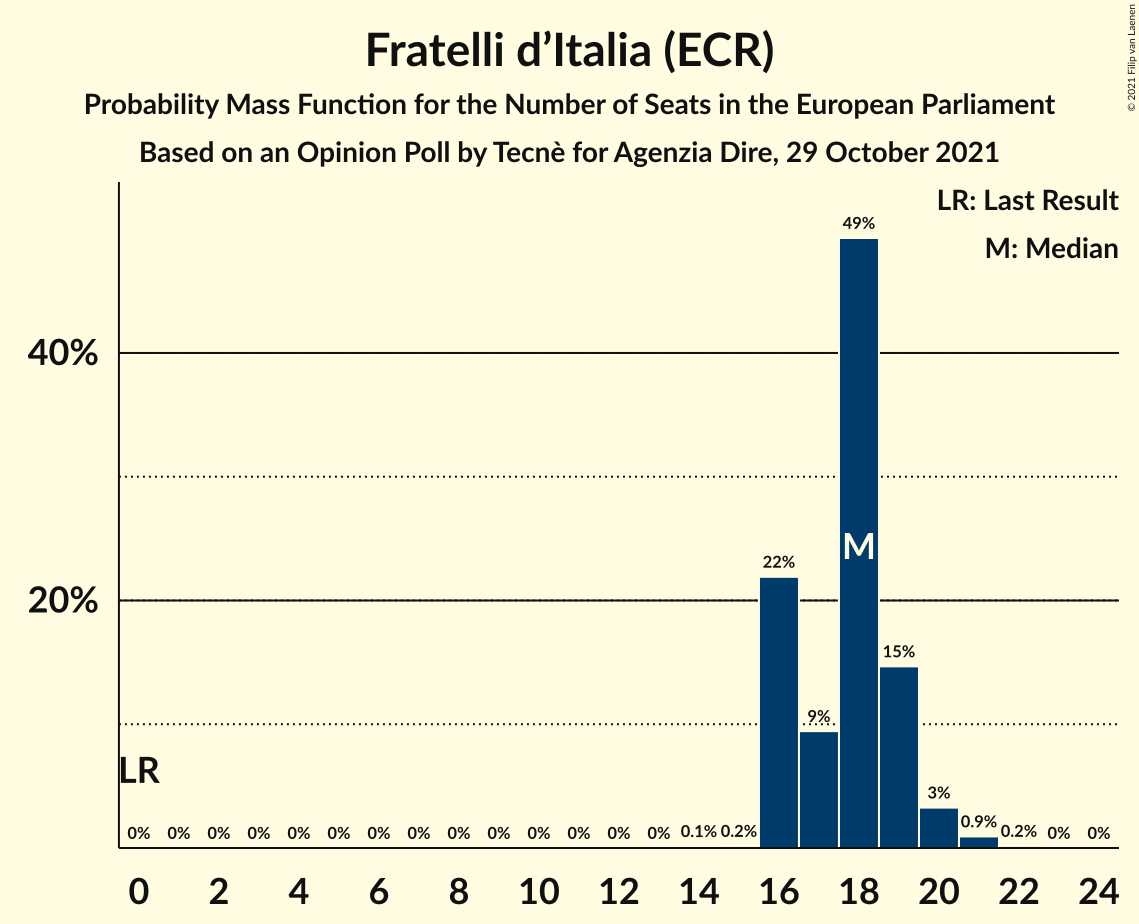 Fratelli d’Italia (ECR)
Probability Mass Function for the Number of Seats in the European Parliament
Based on an Opinion Poll by Tecnè for Agenzia Dire, 29 October 2021
© 2021 Filip van Laenen
LR: Last Result
M: Median
49%
40%
M
22%
20%
15%
9%
LR
3%
0% 0% 0% 0% 0% 0% 0% 0% 0% 0% 0% 0% 0% 0% 0.1% 0.2% 0.9% 0.2% 0% 0%
0 2 4 6 8 10 12 14 16 18 20 22 24